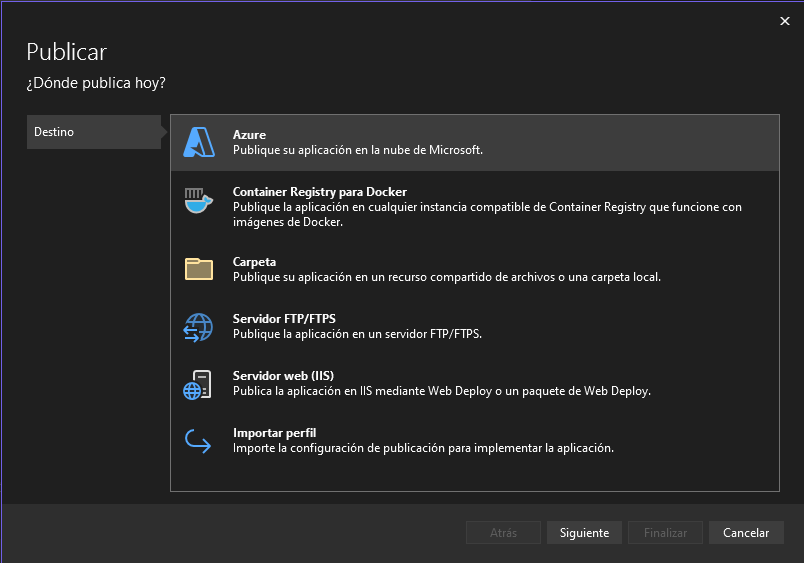 Publicar
¿Dónde publica hoy?
Destino
Azure
Publique su aplicación en la nube de Microsoft.
Container Registry para Docker
Publique la aplicación en cualquier instancia compatible de Container Registry que funcione con
imágenes de Docker.
Carpeta
Publique su aplicación en un recurso compartido de archivos o una carpeta local.
Servidor FTP/FTPS
Publique la aplicación en un servidor FTP/FTPS.
Servidor web (IIS)
Publica la aplicación en IIS mediante Web Deploy o un paquete de Web Deploy.
Importar perfil
Importe la configuración de publicación para implementar la aplicación.
Atrás
Siguiente
Finalizar
Cancelar